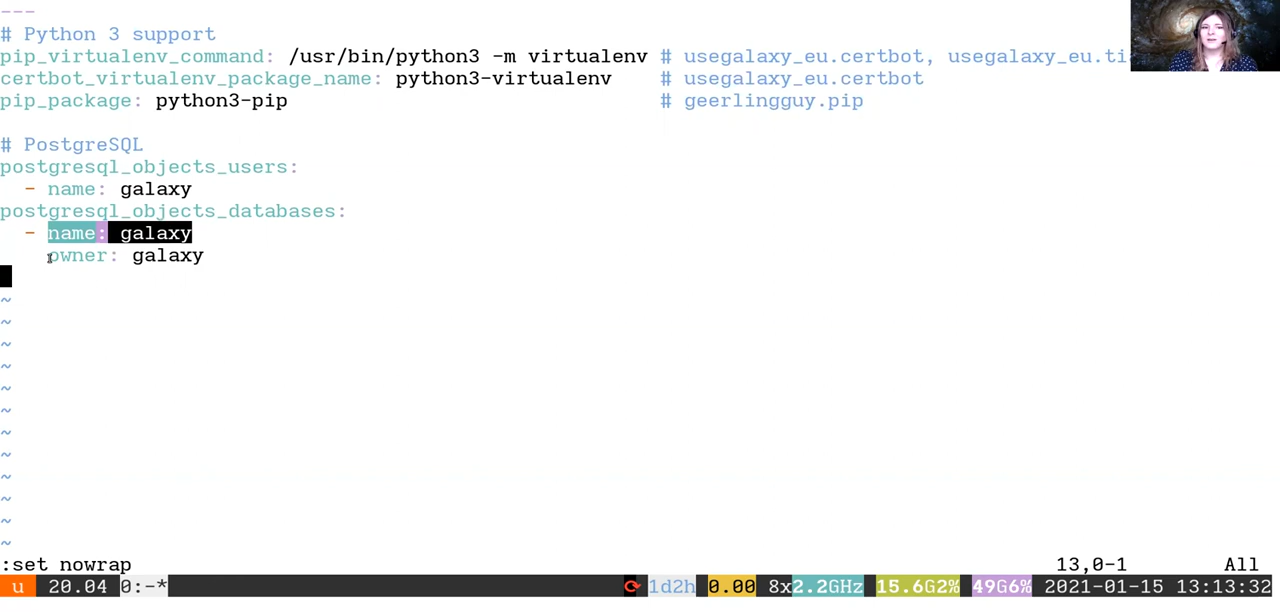 ---
# Python 3 support
pip_virtualenv_command: /usr/bin/python3 -m virtualenv # usegalaxy_eu.certbot, usegalaxy_eu.
certbot_virtualenv_package_name: python3-virtualenv # usegalaxy_eu.certbot
pip_package: python3-pip # geerlingguy.pip
# PostgreSQL
postgresql_objects_users:
- name: galaxy
postgresql_objects_databases:
- name: galaxy
owner: galaxy
~
~
~
~
~
~
~
~
~
~
~
~
:set nowrap 13,0-1 All
u 20.04 0:-* 1d2h 0.00 8x2.2GHz 15.6G2% 49G6% 2021-01-15 13:13:32